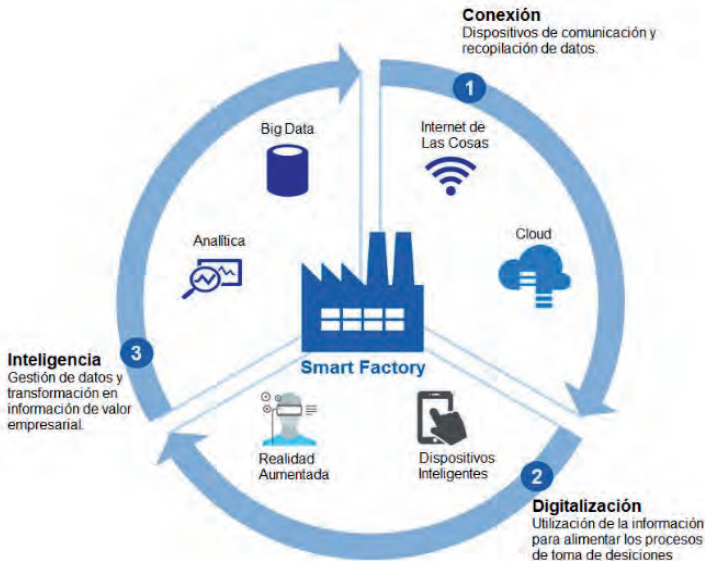 Conexión
Dispositivos de comunicación y
recopilación de datos.
1
Big Data
Internet de
Las Cosas
Analítica
Cloud
Smart Factory
3
Inteligencia
Gestión de datos y
transformación en
información de valor
empresarial.
Realidad
Aumentada
Dispositivos
Inteligentes
2
Digitalización
Utilización de la información
para alimentar los procesos
de toma de desiciones